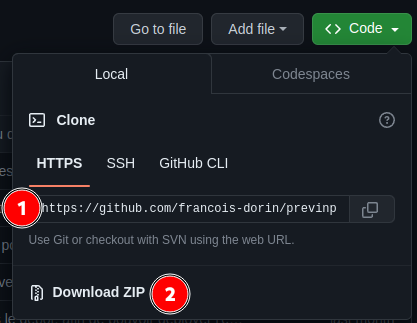 Go to file Add file Code
Local Codespaces
Clone
HTTPS SSH GitHub CLI
1 https://github.com/francois-dorin/previnp
Use Git or checkout with SVN using the web URL.
Download ZIP 2